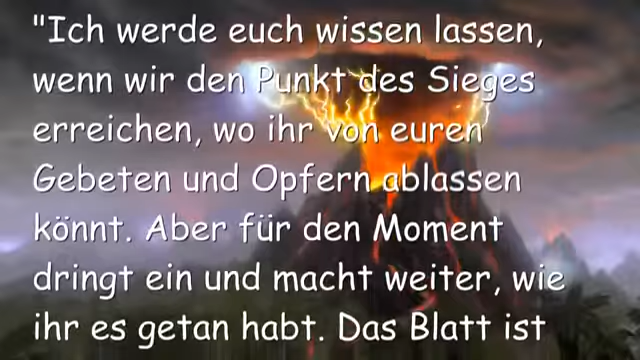 "Ich werde euch wissen lassen,
wenn wir den Punkt des Sieges
erreichen, wo ihr von euren
Gebeten und Opfern ablassen
könnt. Aber für den Moment
dringt ein und macht weiter, wie
ihr es getan habt. Das Blatt ist